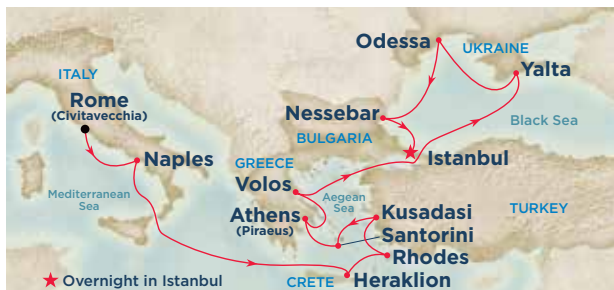 Odessa
UKRAINE
Yalta
ITALY
Rome
(Civitavecchia)
Nessebar
Black Sea
BULGARIA
Istanbul
Naples
GREECE
Volos
Mediterranean
Sea
Aegean
Sea
Athens
(Piraeus)
Kusadasi
TURKEY
Santorini
Rhodes
★ Overnight in Istanbul
CRETE
Heraklion